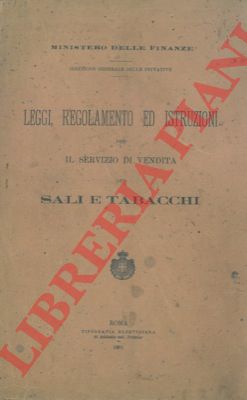 MINISTERO DELLE FINANZE
DIREZIONE GENERALE DELLE PRIVATIVE
LEGGI, REGOLAMENTO ED ISTRUZIONI
PER
IL SERVIZIO DI VENDITA
SALI E TABACCHI
ROMA
TIPOGRAFIA ELZEVIRIANA
LIBRERIA PIANI